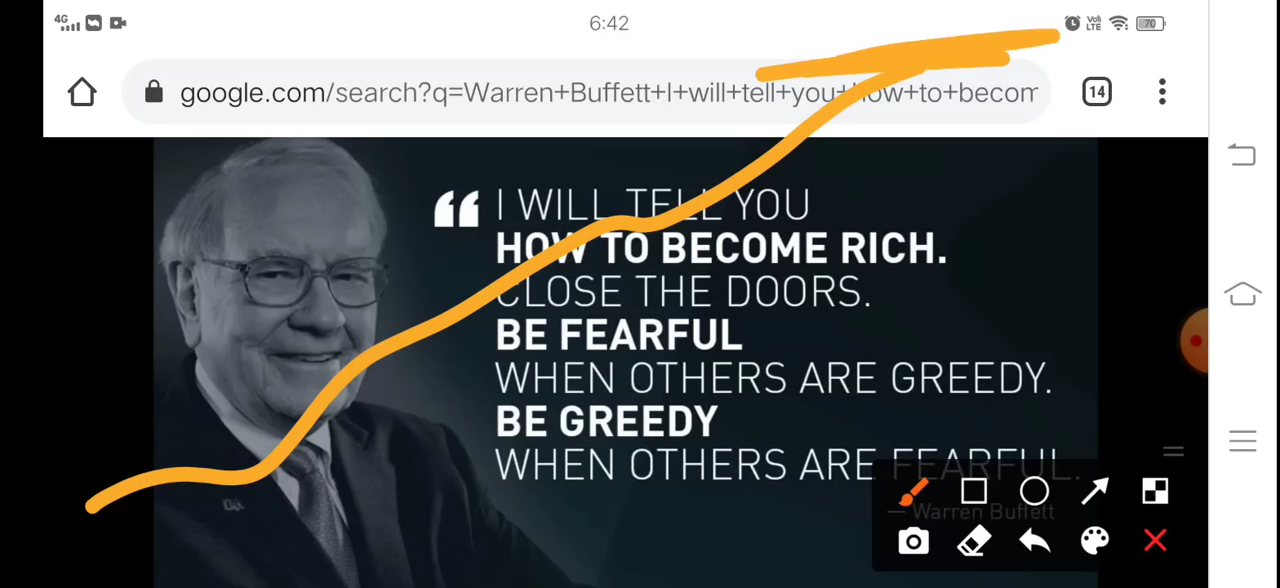 4G 6:42 Vo) LTE 70
google.com/search?q=Warren+Buffett+I+will+tell+you+how+to+becom 14
“ I WILL TELL YOU
HOW TO BECOME RICH.
CLOSE THE DOORS.
BE FEARFUL
WHEN OTHERS ARE GREEDY.
BE GREEDY
WHEN OTHERS ARE FEARFUL.
— Warren Buffett